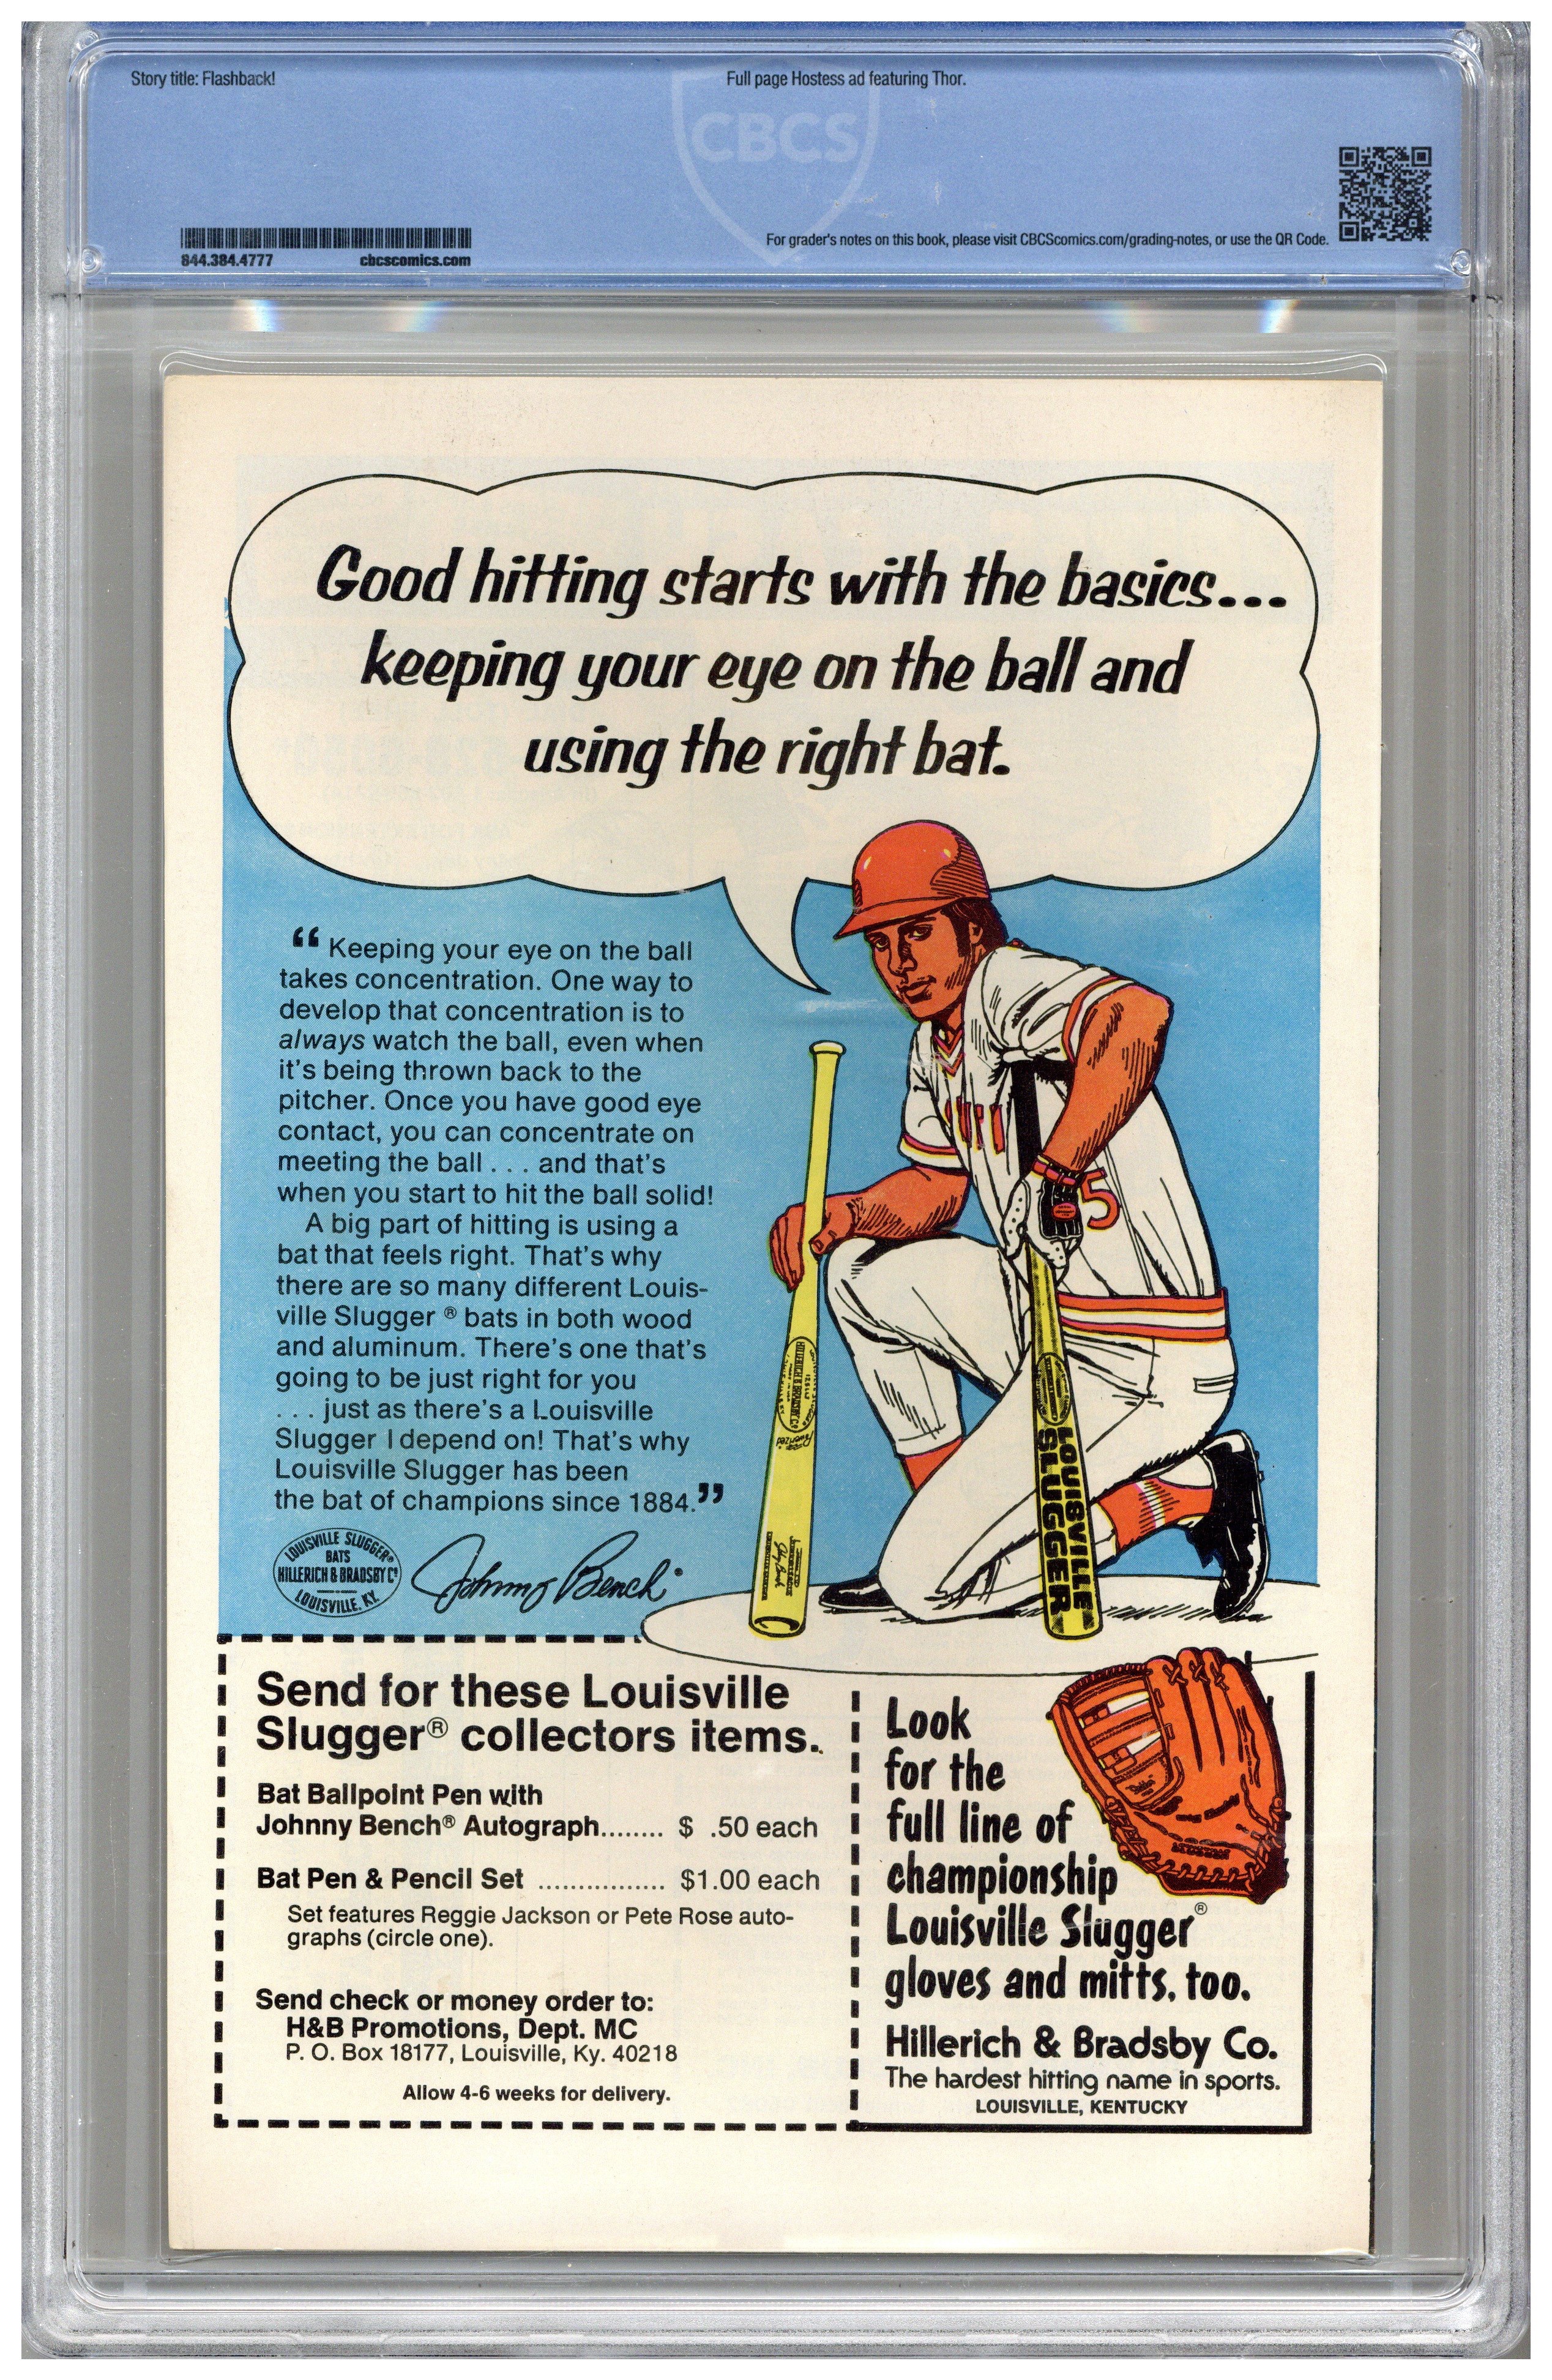 Story title: Flashback!
Full page Hostess ad featuring Thor.
CBCS
844.384.4777
cbcscomics.com
For grader's notes on this book, please visit CBCScomics.com/grading-notes, or use the QR Code.
Good hitting starts with the basics...
keeping your eye on the ball and
using the right bat.
“ Keeping your eye on the ball
takes concentration. One way to
develop that concentration is to
always watch the ball, even when
it's being thrown back to the
pitcher. Once you have good eye
contact, you can concentrate on
meeting the ball . . . and that's
when you start to hit the ball solid!
A big part of hitting is using a
bat that feels right. That's why
there are so many different Louis-
ville Slugger ® bats in both wood
and aluminum. There's one that's
going to be just right for you
. . . just as there's a Louisville
Slugger I depend on! That's why
Louisville Slugger has been
the bat of champions since 1884.”
LOUISVILLE SLUGGER®
BATS
HILLERICH & BRADSBY Cº
LOUISVILLE, KY.
Johnny Bench
5
HILLERICH & BRADSBY Cº
LOUISVILLE
SLUGGER
Send for these Louisville
Slugger® collectors items.
Bat Ballpoint Pen with
Johnny Bench® Autograph........ $ .50 each
Bat Pen & Pencil Set ................ $1.00 each
Set features Reggie Jackson or Pete Rose auto-
graphs (circle one).
Send check or money order to:
H&B Promotions, Dept. MC
P. O. Box 18177, Louisville, Ky. 40218
Allow 4-6 weeks for delivery.
Look
for the
full line of
championship
Louisville Slugger®
gloves and mitts, too.
Hillerich & Bradsby Co.
The hardest hitting name in sports.
LOUISVILLE, KENTUCKY